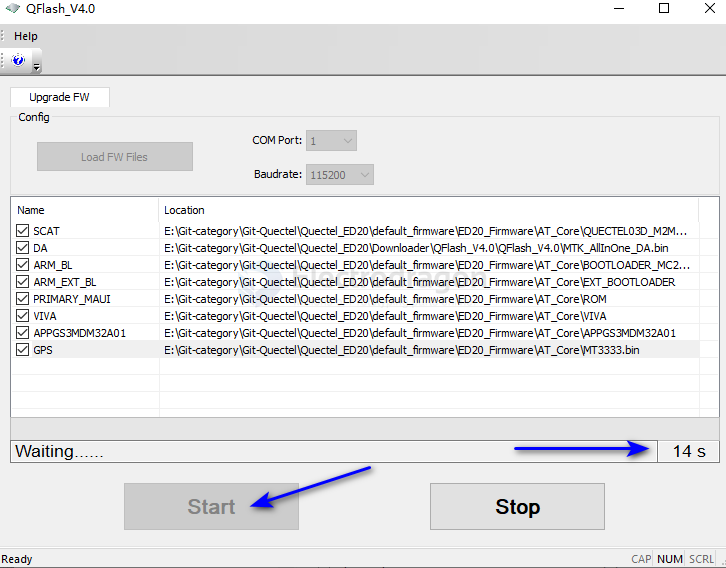 QFlash_V4.0
Help
Upgrade FW
Config
Load FW Files
COM Port: 1
Baudrate: 115200
Name Location
SCAT E:\Git-category\Git-Quectel\Quectel_ED20\default_firmware\ED20_Firmware\AT_Core\QUECTEL03D_M2M...
DA E:\Git-category\Git-Quectel\Quectel_ED20\Downloader\QFlash_V4.0\QFlash_V4.0\MTK_AllInOne_DA.bin
ARM_BL E:\Git-category\Git-Quectel\Quectel_ED20\default_firmware\ED20_Firmware\AT_Core\BOOTLOADER_MC2...
ARM_EXT_BL E:\Git-category\Git-Quectel\Quectel_ED20\default_firmware\ED20_Firmware\AT_Core\EXT_BOOTLOADER
Electrodragon
PRIMARY_MAUI E:\Git-category\Git-Quectel\Quectel_ED20\default_firmware\ED20_Firmware\AT_Core\ROM
VIVA E:\Git-category\Git-Quectel\Quectel_ED20\default_firmware\ED20_Firmware\AT_Core\VIVA
APPGS3MDM32A01 E:\Git-category\Git-Quectel\Quectel_ED20\default_firmware\ED20_Firmware\AT_Core\APPGS3MDM32A01
GPS E:\Git-category\Git-Quectel\Quectel_ED20\default_firmware\ED20_Firmware\AT_Core\MT3333.bin
Waiting...... 14 s
Start Stop
Ready CAP NUM SCRL